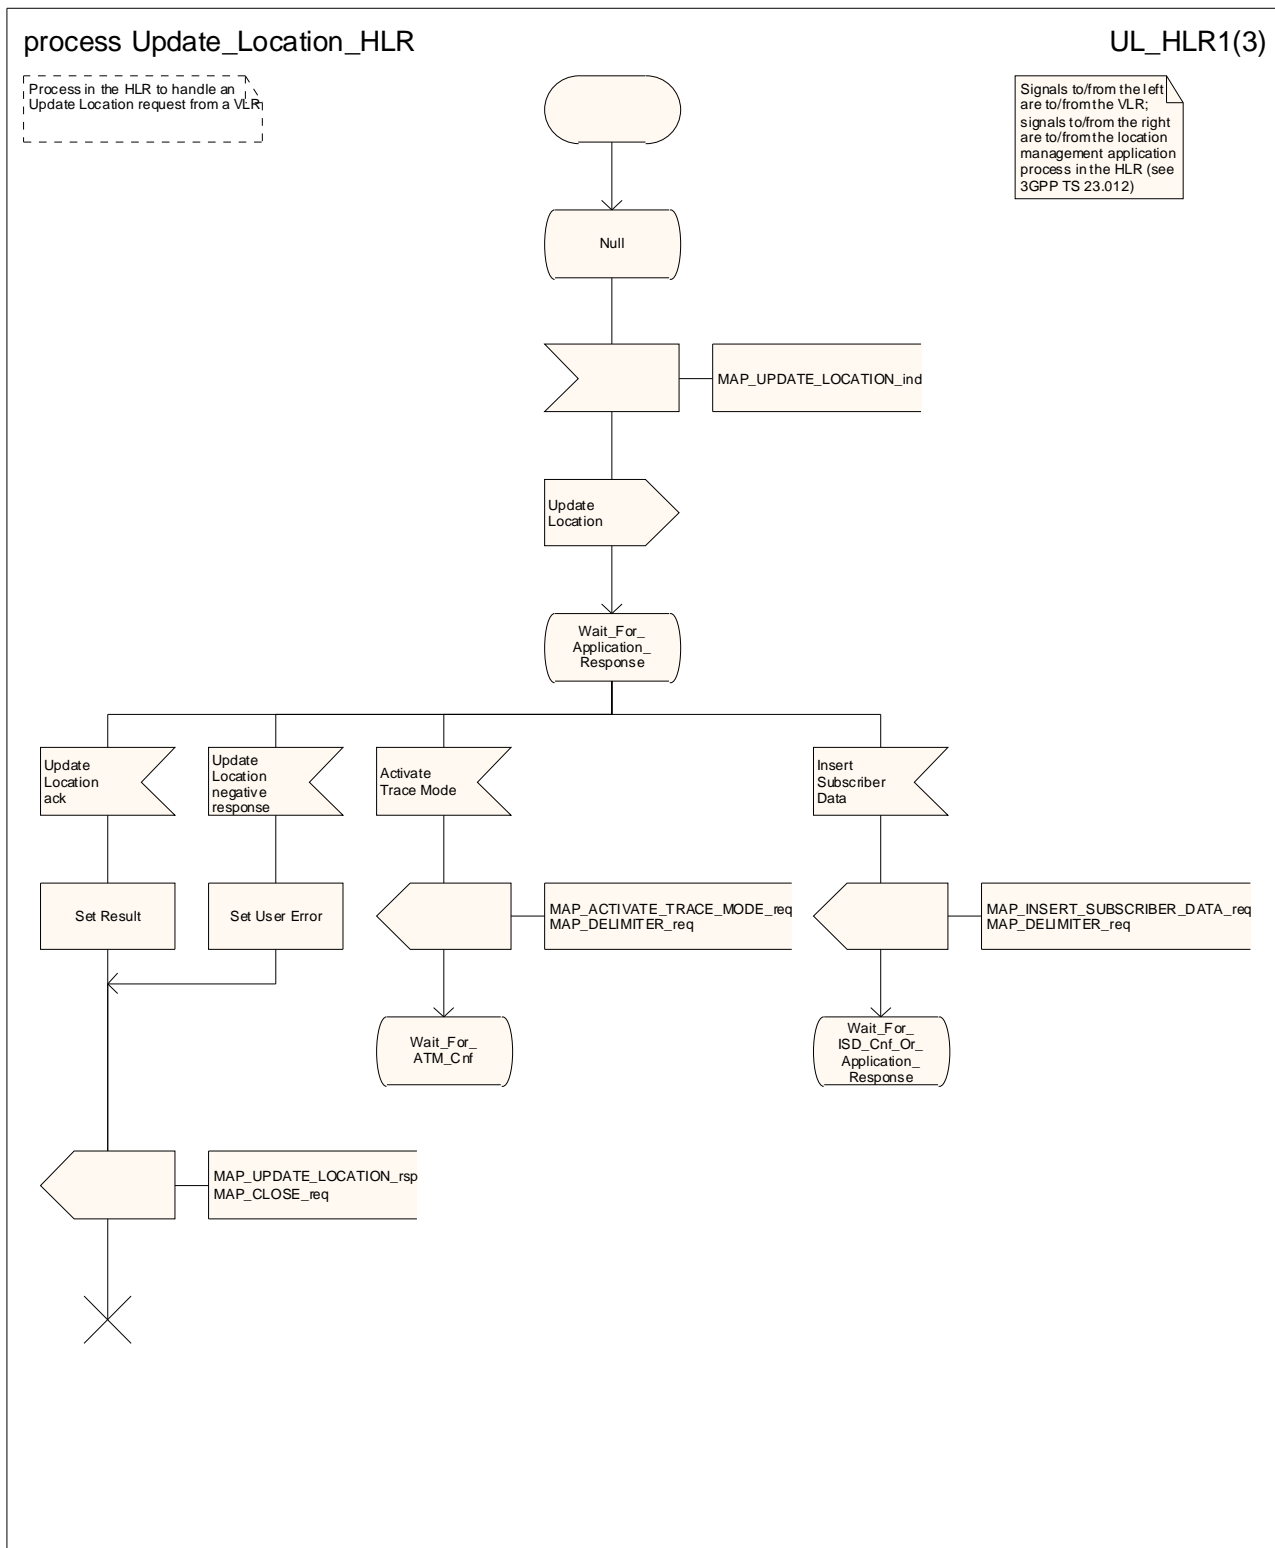 process Update_Location_HLR
UL_HLR1(3)
Process in the HLR to handle an
Update Location request from a VLR
Signals to/from the left
are to/from the VLR;
signals to/from the right
are to/from the location
management application
process in the HLR (see
3GPP TS 23.012)
Null
MAP_UPDATE_LOCATION_ind
Update
Location
Wait_For_
Application_
Response
Update
Location
ack
Update
Location
negative
response
Activate
Trace Mode
Insert
Subscriber
Data
Set Result
Set User Error
MAP_ACTIVATE_TRACE_MODE_req
MAP_DELIMITER_req
MAP_INSERT_SUBSCRIBER_DATA_req
MAP_DELIMITER_req
Wait_For_
ATM_Cnf
Wait_For_
ISD_Cnf_Or_
Application_
Response
MAP_UPDATE_LOCATION_rsp
MAP_CLOSE_req